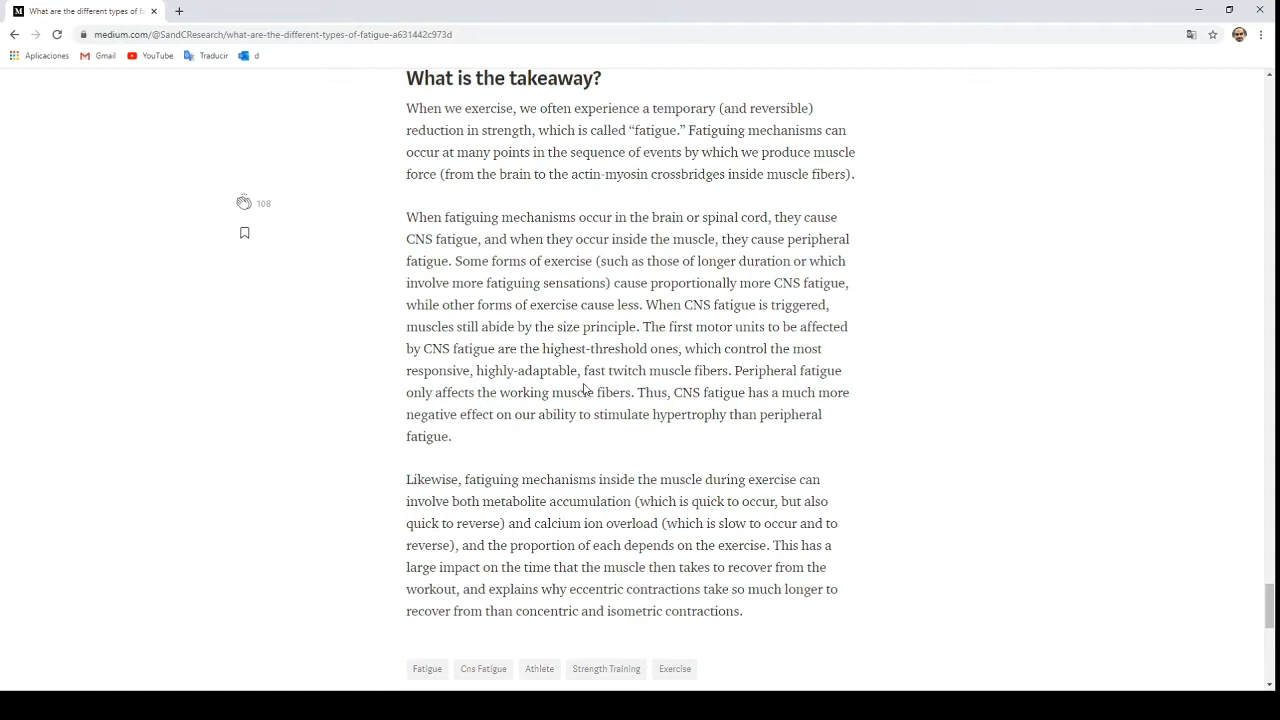 What are the different types of f
medium.com/@SandCResearch/what-are-the-different-types-of-fatigue-a631442c973d
Aplicaciones Gmail YouTube Traducir d
What is the takeaway?
When we exercise, we often experience a temporary (and reversible)
reduction in strength, which is called “fatigue.” Fatiguing mechanisms can
occur at many points in the sequence of events by which we produce muscle
force (from the brain to the actin-myosin crossbridges inside muscle fibers).
108
When fatiguing mechanisms occur in the brain or spinal cord, they cause
CNS fatigue, and when they occur inside the muscle, they cause peripheral
fatigue. Some forms of exercise (such as those of longer duration or which
involve more fatiguing sensations) cause proportionally more CNS fatigue,
while other forms of exercise cause less. When CNS fatigue is triggered,
muscles still abide by the size principle. The first motor units to be affected
by CNS fatigue are the highest-threshold ones, which control the most
responsive, highly-adaptable, fast twitch muscle fibers. Peripheral fatigue
only affects the working muscle fibers. Thus, CNS fatigue has a much more
negative effect on our ability to stimulate hypertrophy than peripheral
fatigue.
Likewise, fatiguing mechanisms inside the muscle during exercise can
involve both metabolite accumulation (which is quick to occur, but also
quick to reverse) and calcium ion overload (which is slow to occur and to
reverse), and the proportion of each depends on the exercise. This has a
large impact on the time that the muscle then takes to recover from the
workout, and explains why eccentric contractions take so much longer to
recover from than concentric and isometric contractions.
Fatigue Cns Fatigue Athlete Strength Training Exercise